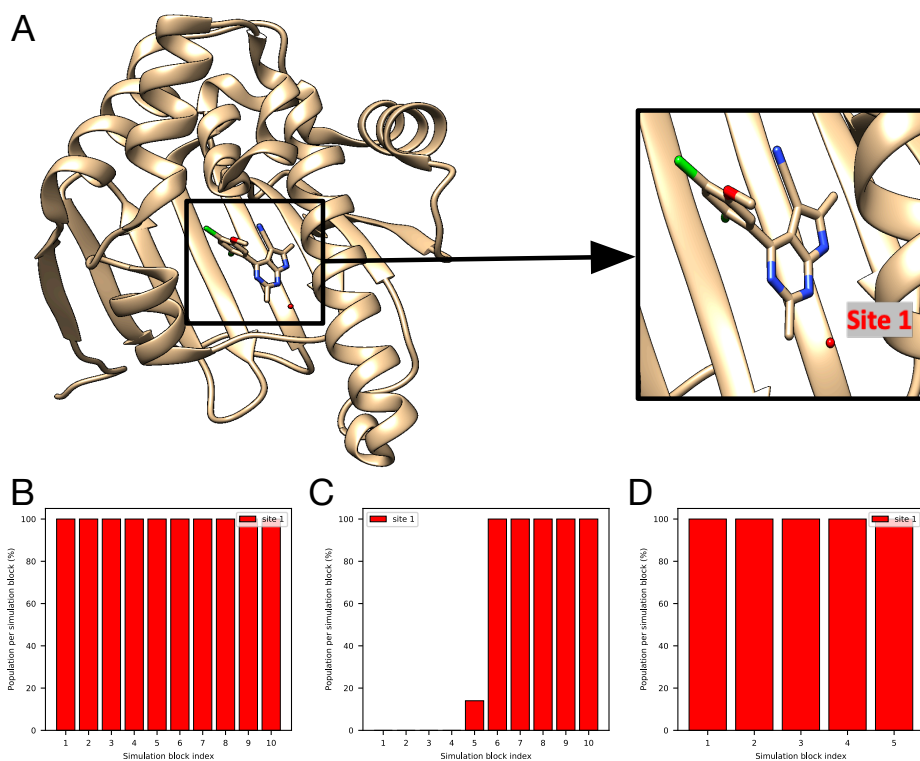 A
Site 1
B
C
D
site 1
site 1
site 1
Population per simulation block (%)
100
80
60
40
20
0
1 2 3 4 5 6 7 8 9 10
Simulation block index
Population per simulation block (%)
100
80
60
40
20
0
1 2 3 4 5 6 7 8 9 10
Simulation block index
Population per simulation block (%)
100
80
60
40
20
0
1 2 3 4 5
Simulation block index